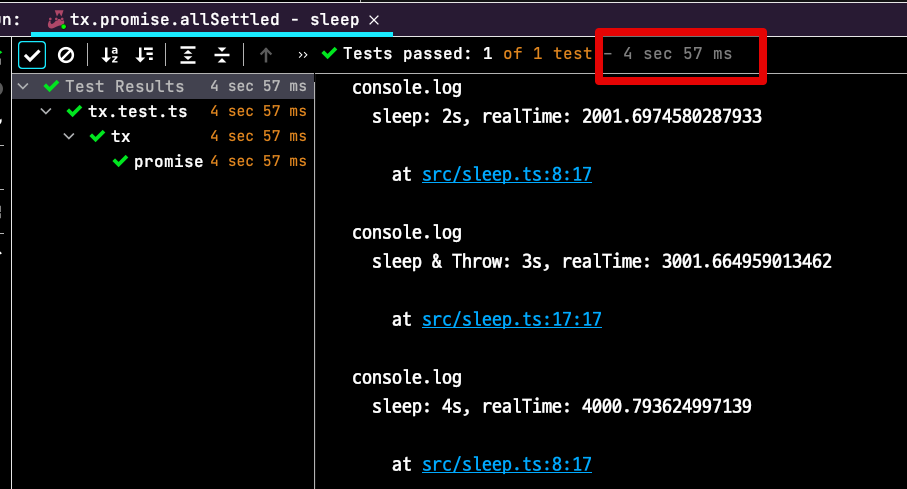 n: tx.promise.allSettled - sleep ×
Tests passed: 1 of 1 test – 4 sec 57 ms
Test Results 4 sec 57 ms
tx.test.ts 4 sec 57 ms
tx 4 sec 57 ms
promise 4 sec 57 ms
console.log
sleep: 2s, realTime: 2001.6974580287933
at src/sleep.ts:8:17
console.log
sleep & Throw: 3s, realTime: 3001.664959013462
at src/sleep.ts:17:17
console.log
sleep: 4s, realTime: 4000.793624997139
at src/sleep.ts:8:17